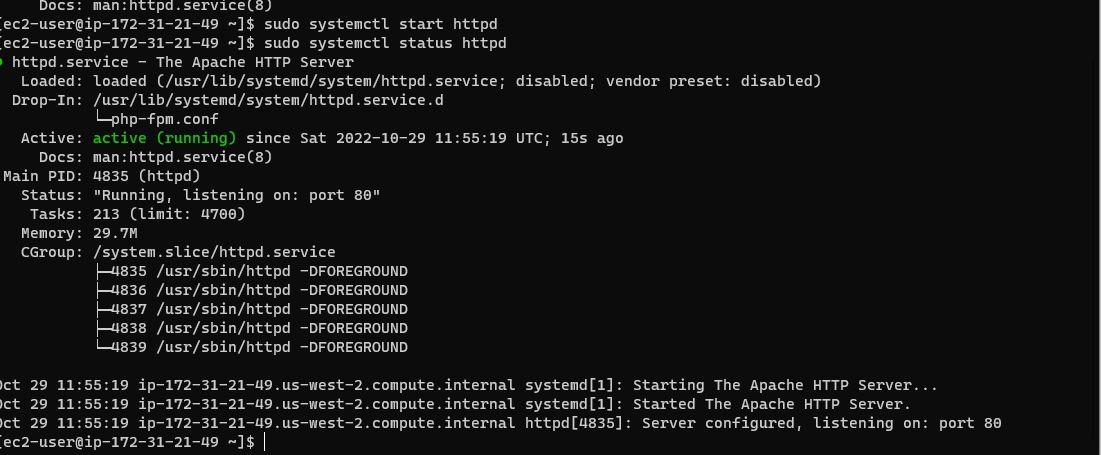 Docs: man:httpd.service(8)
[ec2-user@ip-172-31-21-49 ~]$ sudo systemctl start httpd
[ec2-user@ip-172-31-21-49 ~]$ sudo systemctl status httpd
● httpd.service - The Apache HTTP Server
Loaded: loaded (/usr/lib/systemd/system/httpd.service; disabled; vendor preset: disabled)
Drop-In: /usr/lib/systemd/system/httpd.service.d
└─php-fpm.conf
Active: active (running) since Sat 2022-10-29 11:55:19 UTC; 15s ago
Docs: man:httpd.service(8)
Main PID: 4835 (httpd)
Status: "Running, listening on: port 80"
Tasks: 213 (limit: 4700)
Memory: 29.7M
CGroup: /system.slice/httpd.service
├─4835 /usr/sbin/httpd -DFOREGROUND
├─4836 /usr/sbin/httpd -DFOREGROUND
├─4837 /usr/sbin/httpd -DFOREGROUND
├─4838 /usr/sbin/httpd -DFOREGROUND
└─4839 /usr/sbin/httpd -DFOREGROUND
Oct 29 11:55:19 ip-172-31-21-49.us-west-2.compute.internal systemd[1]: Starting The Apache HTTP Server...
Oct 29 11:55:19 ip-172-31-21-49.us-west-2.compute.internal systemd[1]: Started The Apache HTTP Server.
Oct 29 11:55:19 ip-172-31-21-49.us-west-2.compute.internal httpd[4835]: Server configured, listening on: port 80
[ec2-user@ip-172-31-21-49 ~]$